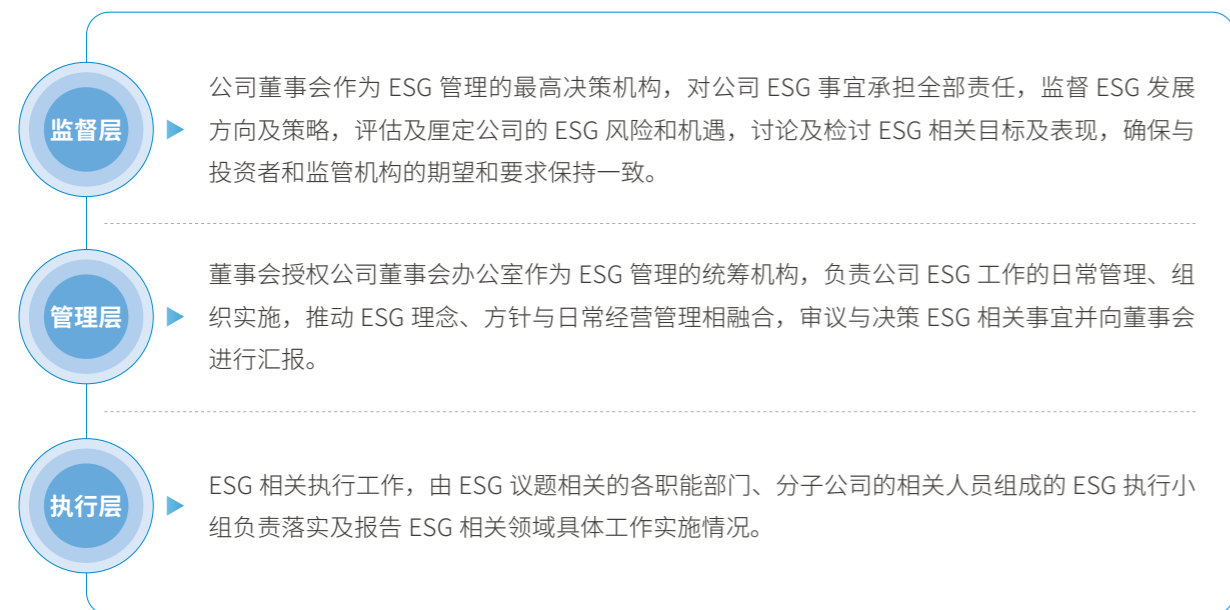 监督层
公司董事会作为 ESG 管理的最高决策机构，对公司 ESG 事宜承担全部责任，监督 ESG 发展
方向及策略，评估及厘定公司的 ESG 风险和机遇，讨论及检讨 ESG 相关目标及表现，确保与
投资者和监管机构的期望和要求保持一致。
管理层
董事会授权公司董事会办公室作为 ESG 管理的统筹机构，负责公司 ESG 工作的日常管理、组
织实施，推动 ESG 理念、方针与日常经营管理相融合，审议与决策 ESG 相关事宜并向董事会
进行汇报。
执行层
ESG 相关执行工作，由 ESG 议题相关的各职能部门、分子公司的相关人员组成的 ESG 执行小
组负责落实及报告 ESG 相关领域具体工作实施情况。